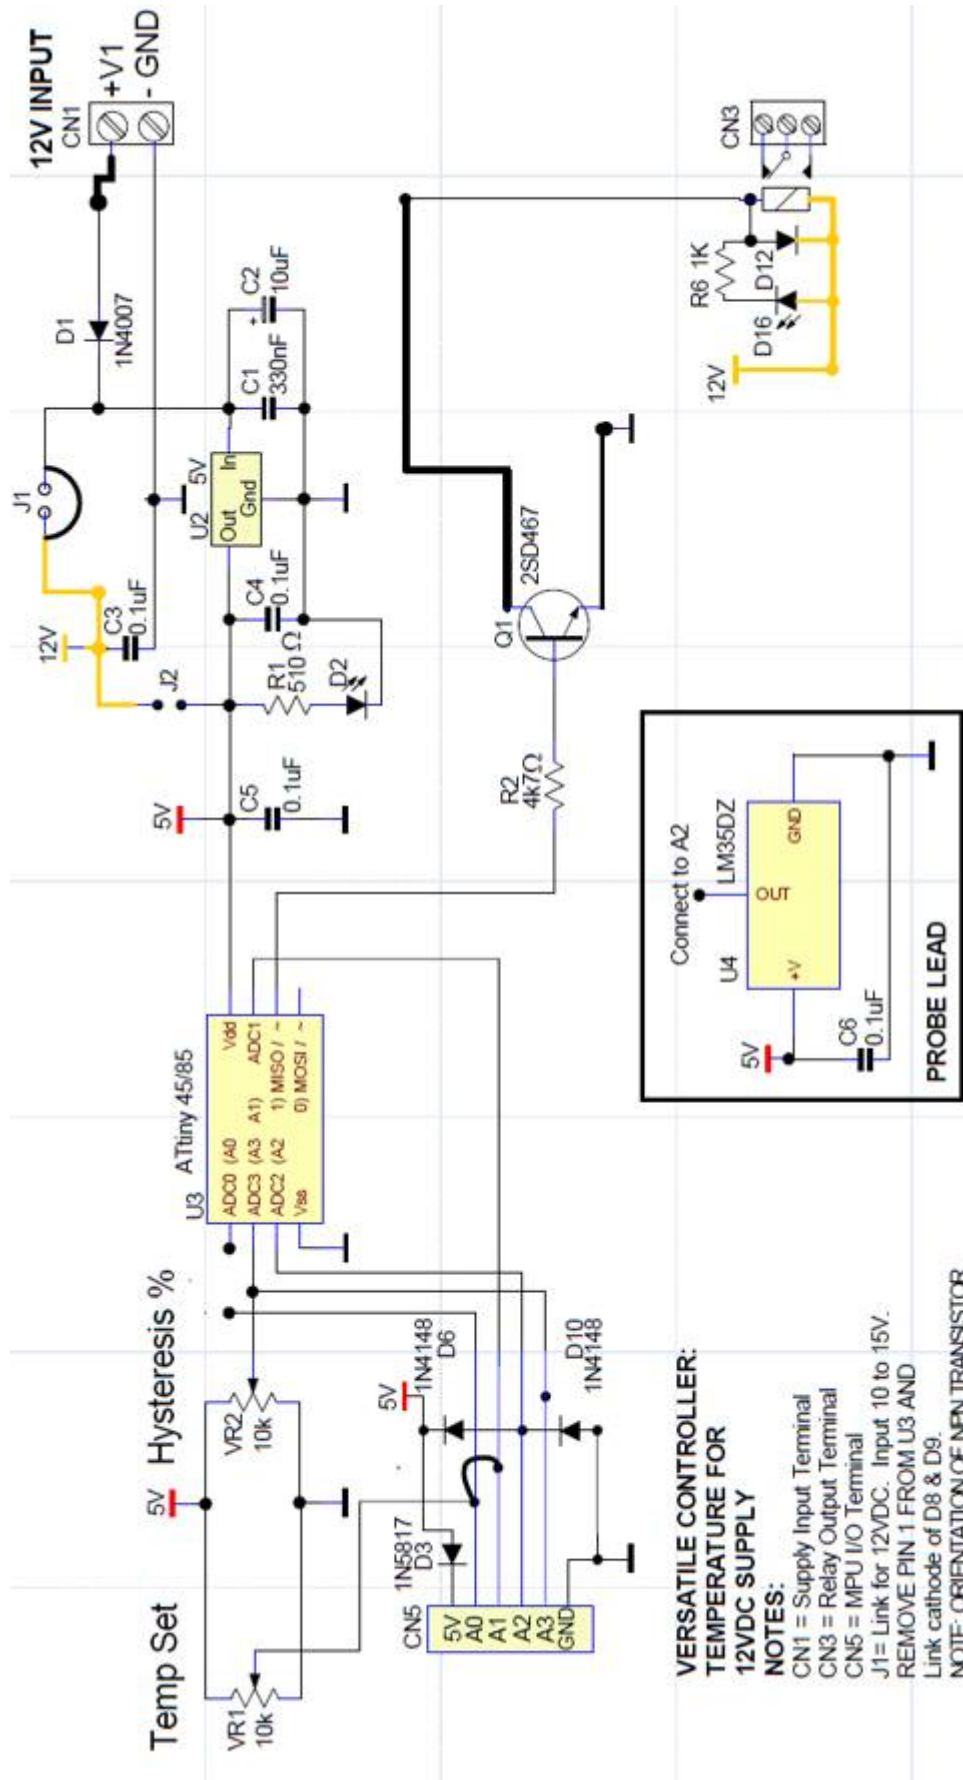 12V INPUT
CN1
+V1
- GND
D1
1N4007
J1
12V
C3
0.1uF
J2
U2
5V
In
Out
Gnd
C1
330nF
C2
10uF
+
C4
0.1uF
R1
510 Ω
D2
5V
C5
0.1uF
Q1
2SD467
R2
4k7Ω
CN3
R6 1K
D12
D16
12V
U3
ATtiny 45/85
ADC0 (A0
Vdd
ADC3 (A3
A1)
ADC1
ADC2 (A2
1) MISO / ~
Vss
0) MOSI / ~
Connect to A2
U4
LM35DZ
+V
OUT
GND
5V
C6
0.1uF
PROBE LEAD
Temp Set
Hysteresis %
5V
VR1
10k
VR2
10k
CN5
5V
A0
A1
A2
A3
GND
1N5817
D3
5V
1N4148
D6
D10
1N4148
VERSATILE CONTROLLER:
TEMPERATURE FOR
12VDC SUPPLY
NOTES:
CN1 = Supply Input Terminal
CN3 = Relay Output Terminal
CN5 = MPU I/O Terminal
J1= Link for 12VDC. Input 10 to 15V.
REMOVE PIN 1 FROM U3 AND
Link cathode of D8 & D9.
NOTE: ORIENTATION OF NPN TRANSISTOR